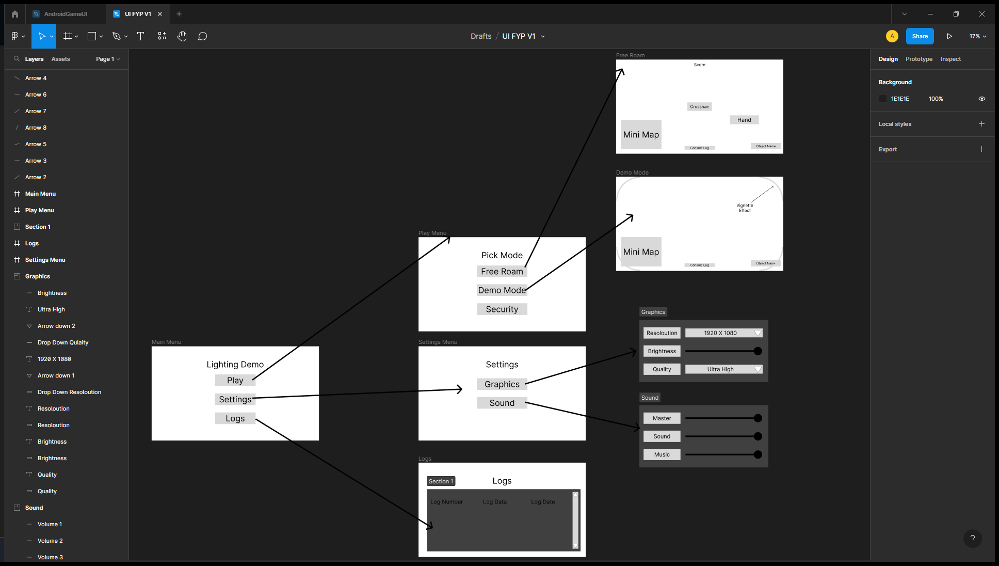 AndroidGameUI
UI FYP V1
Drafts / UI FYP V1
A
Share
17%
Layers
Assets
Page 1
Arrow 4
Arrow 6
Arrow 7
Arrow 8
Arrow 5
Arrow 3
Arrow 2
Main Menu
Play Menu
Section 1
Logs
Settings Menu
Graphics
Brightness
Ultra High
Arrow down 2
Drop Down Qulaity
1920 X 1080
Arrow down 1
Drop Down Resoloution
Resoloution
Resoloution
Brightness
Brightness
Quality
Quality
Sound
Volume 1
Volume 2
Volume 3
Main Menu
Lighting Demo
Play
Settings
Logs
Play Menu
Pick Mode
Free Roam
Demo Mode
Security
Settings Menu
Settings
Graphics
Sound
Logs
Section 1
Logs
Log Number
Log Data
Log Date
Free Roam
Score
Crosshair
Hand
Mini Map
Console Log
Object Name
Demo Mode
Vignette
Effect
Mini Map
Console Log
Object Name
Graphics
Resoloution
1920 X 1080
Brightness
Quality
Ultra High
Sound
Master
Sound
Music
Design
Prototype
Inspect
Background
1E1E1E
100%
Local styles
Export
?